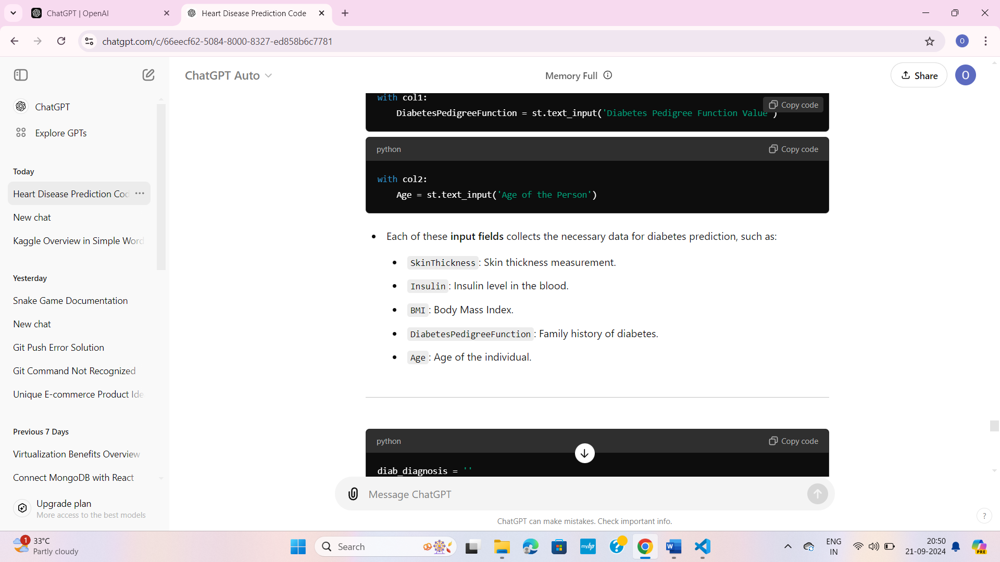 ChatGPT | OpenAI
Heart Disease Prediction Code
chatgpt.com/c/66eecf62-5084-8000-8327-ed858b6c7781
O
ChatGPT Auto
Memory Full
Share
O
ChatGPT
Explore GPTs
Today
Heart Disease Prediction Cod
New chat
Kaggle Overview in Simple Word
Yesterday
Snake Game Documentation
New chat
Git Push Error Solution
Git Command Not Recognized
Unique E-commerce Product Ide
Previous 7 Days
Virtualization Benefits Overview
Connect MongoDB with React
Upgrade plan
More access to the best models
with col1:
Copy code
DiabetesPedigreeFunction = st.text_input('Diabetes Pedigree Function Value')
python
Copy code
with col2:
Age = st.text_input('Age of the Person')
Each of these input fields collects the necessary data for diabetes prediction, such as:
SkinThickness: Skin thickness measurement.
Insulin: Insulin level in the blood.
BMI: Body Mass Index.
DiabetesPedigreeFunction: Family history of diabetes.
Age: Age of the individual.
python
Copy code
diab_diagnosis = ''
Message ChatGPT
ChatGPT can make mistakes. Check important info.
?
1
33°C
Partly cloudy
Search
myhp
ENG
IN
20:50
21-09-2024
PRE